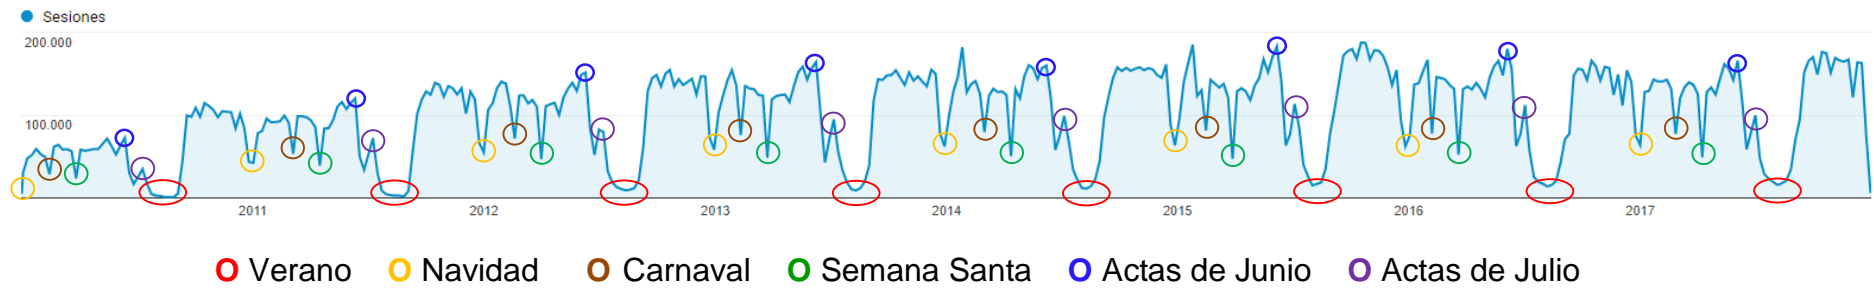 Sesiones
200.000
100.000
2011 2012 2013 2014 2015 2016 2017
O Verano O Navidad O Carnaval O Semana Santa O Actas de Junio O Actas de Julio